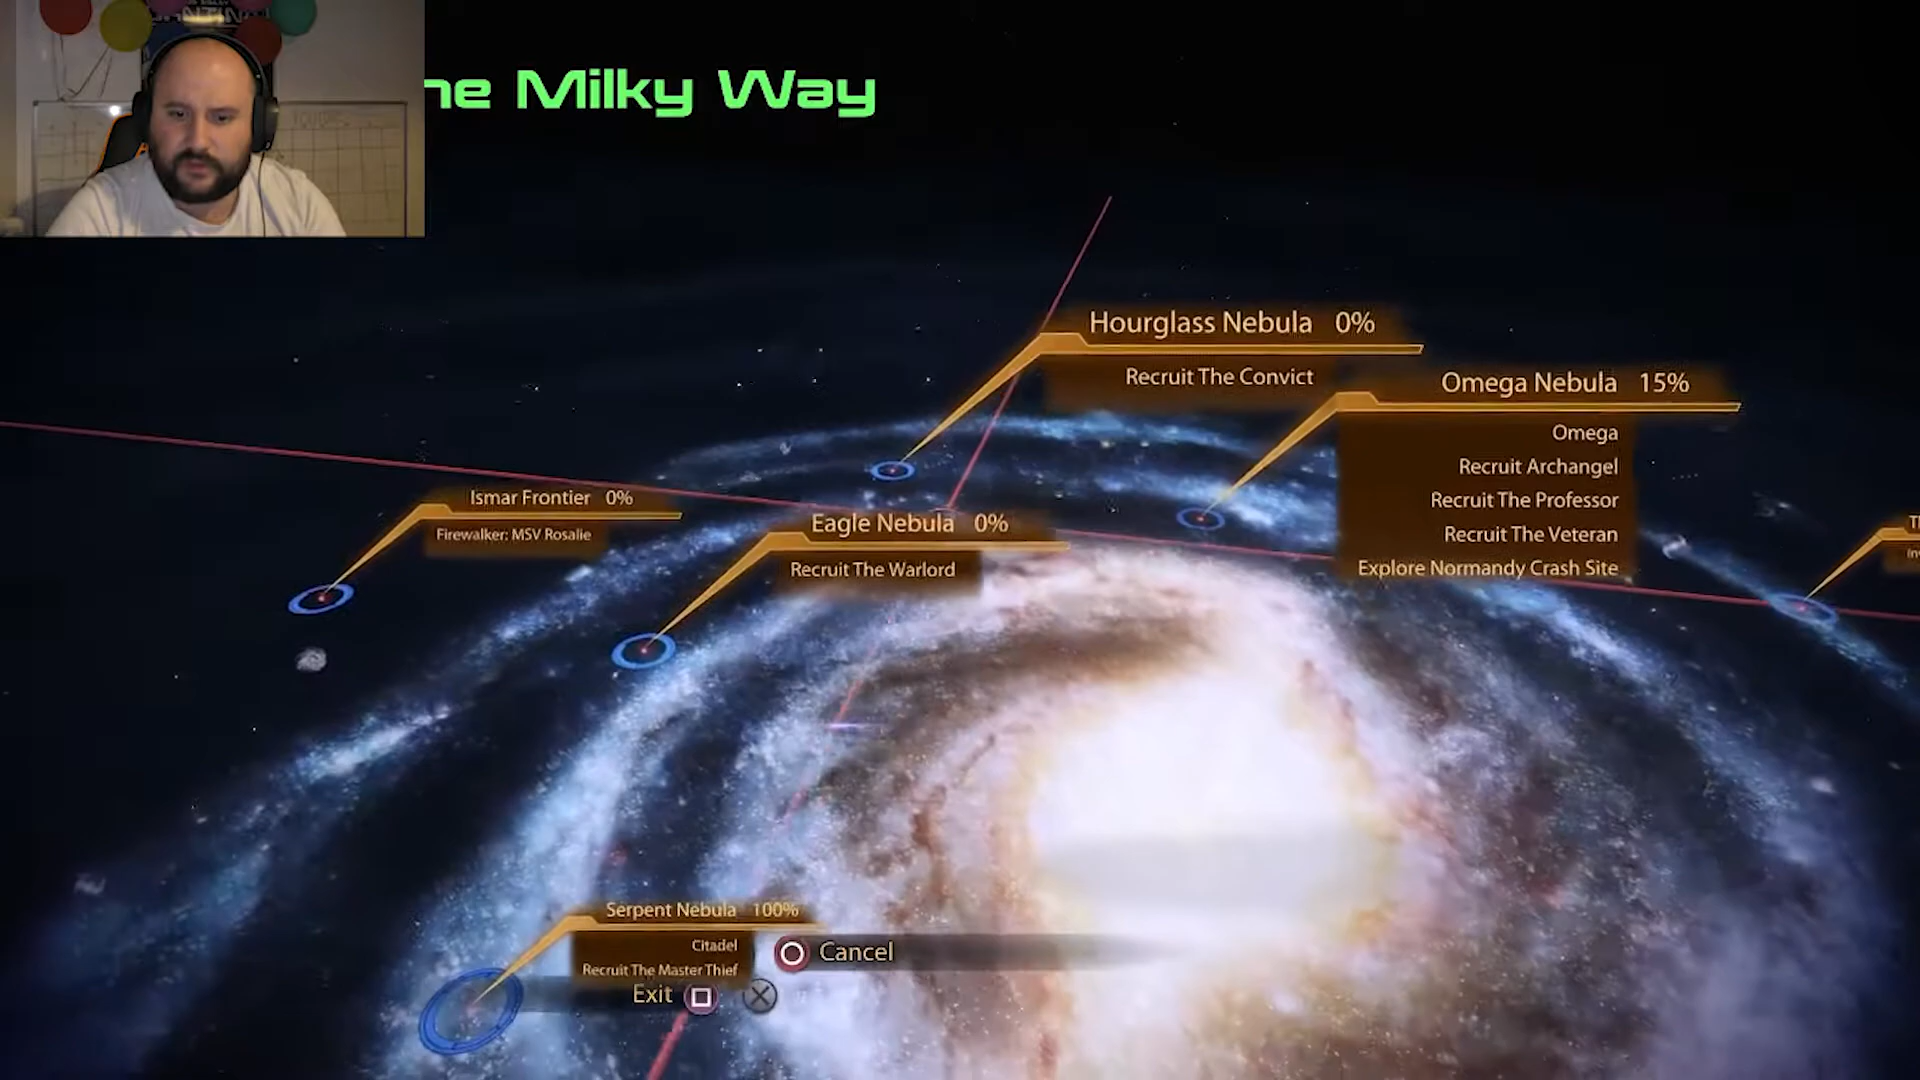 he Milky Way
Hourglass Nebula 0%
Recruit The Convict
Omega Nebula 15%
Omega
Recruit Archangel
Recruit The Professor
Recruit The Veteran
Explore Normandy Crash Site
Ismar Frontier 0%
Firewalker: MSV Rosalie
Eagle Nebula 0%
Recruit The Warlord
Serpent Nebula 100%
Citadel
Recruit The Master Thief
Cancel
Exit